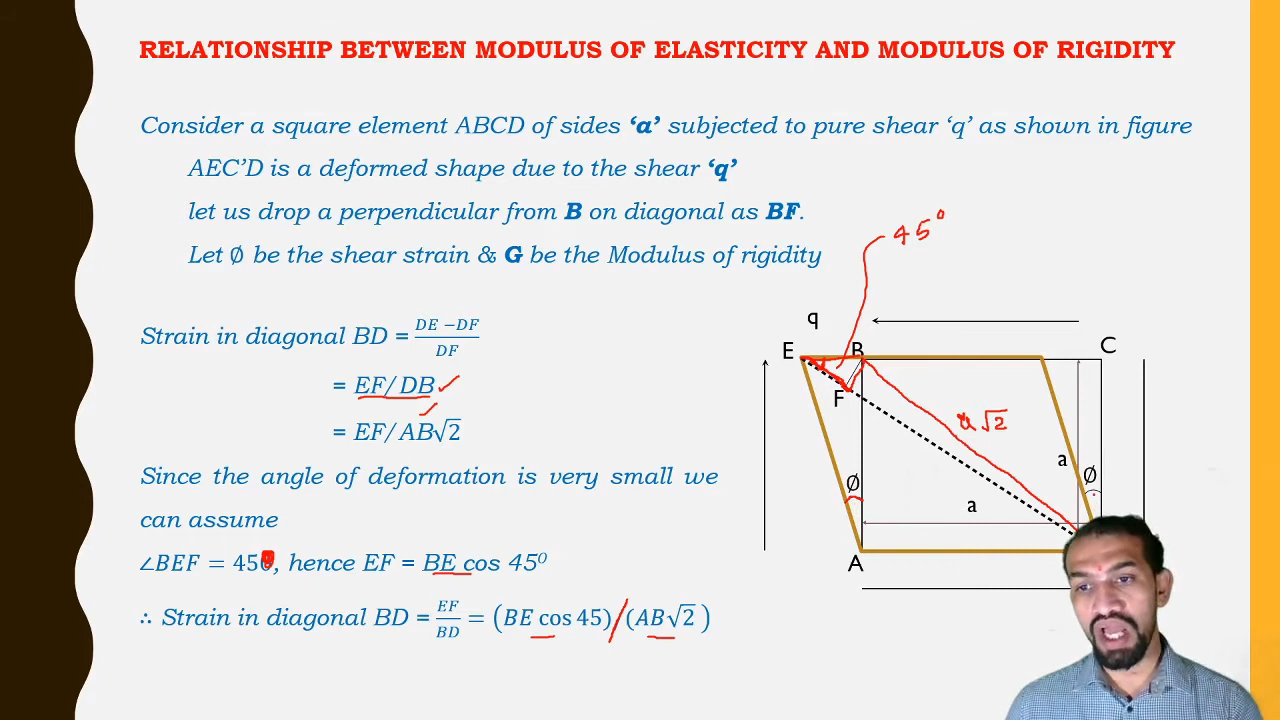 RELATIONSHIP BETWEEN MODULUS OF ELASTICITY AND MODULUS OF RIGIDITY
Consider a square element ABCD of sides ‘a’ subjected to pure shear ‘q’ as shown in figure
AEC’D is a deformed shape due to the shear ‘q’
let us drop a perpendicular from B on diagonal as BF.
Let ∅ be the shear strain & G be the Modulus of rigidity
Strain in diagonal BD = (DE −DF)/DF
= EF/DB
= EF/AB√2
Since the angle of deformation is very small we
can assume
∠BEF = 45, hence EF = BE cos 45⁰
∴ Strain in diagonal BD = EF/BD = (BE cos 45)/(AB√2 )
45°
q
E B C
F
a√2
a
∅ ∅
a
A